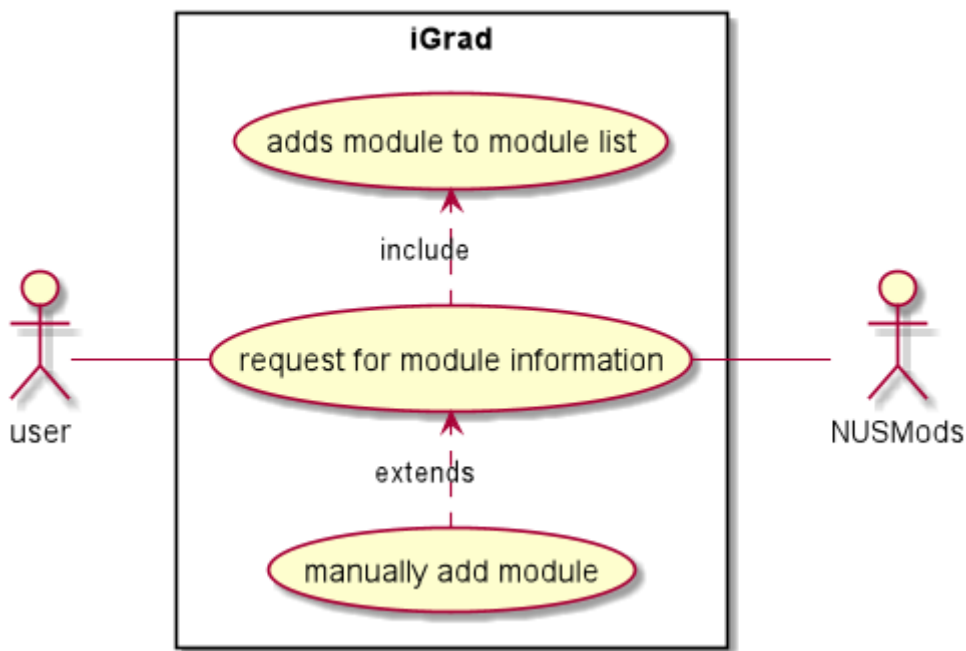 iGrad
adds module to module list
include
request for module information
user
NUSMods
extends
manually add module